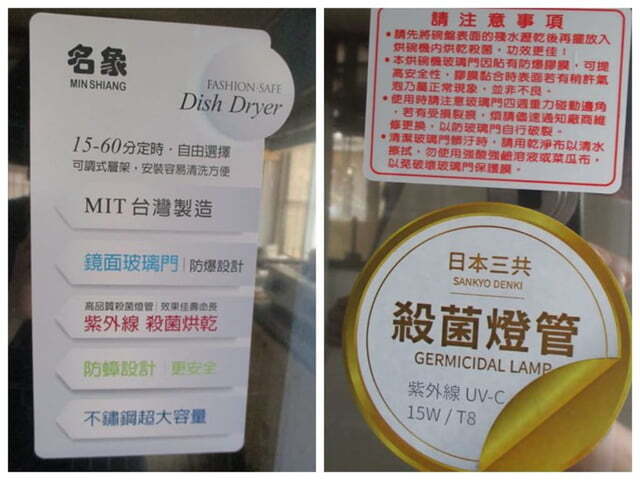 名象
MIN SHIANG
FASHION·SAFE
Dish Dryer
15-60分定時，自由選擇
可調式層架，安裝容易清洗方便
MIT 台灣製造
鏡面玻璃門 | 防爆設計
高品質殺菌燈管 | 效果佳壽命長
紫外線 殺菌烘乾
防蟑設計 | 更安全
不鏽鋼超大容量
請注意事項
•請先將碗盤表面的殘水瀝乾後再擺放入
烘碗機内烘乾殺菌，功效更佳！
•本烘碗機玻璃門因貼有防爆膠膜，可提
高安全性，膠膜黏合時表面若有稍許氣
泡乃屬正常現象，並非不良。
•使用時請注意玻璃門四週重力碰動邊角
，若有受損裂損，煩請儘速通知廠商維
修更換，以防玻璃門自行破裂。
•清潔玻璃門髒汙時，請用乾淨布以清水
擦拭，勿使用強酸強鹼溶液或菜瓜布，
以免破壞玻璃門保護膜。
日本三共
SANKYO DENKI
殺菌燈管
GERMICIDAL LAMP
紫外線 UV-C
15W / T8